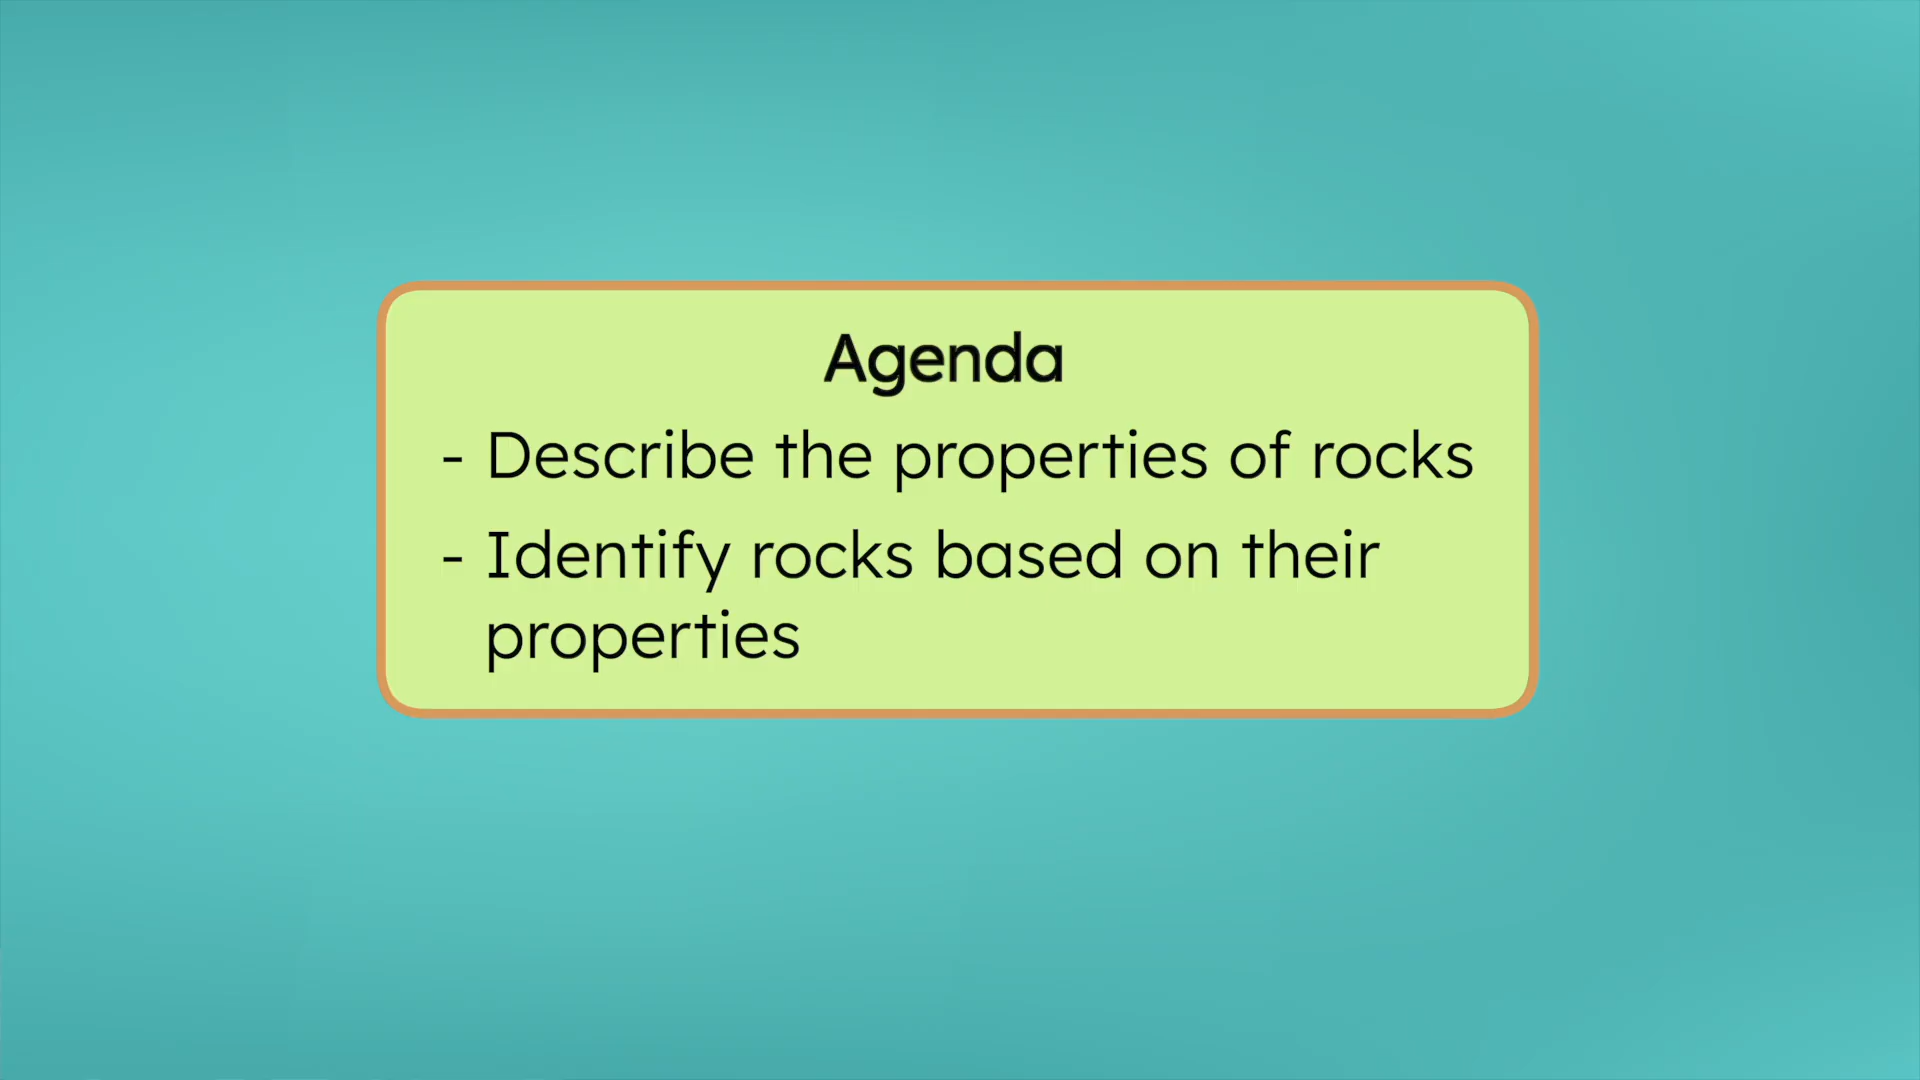 Agenda
- Describe the properties of rocks
- Identify rocks based on their
properties